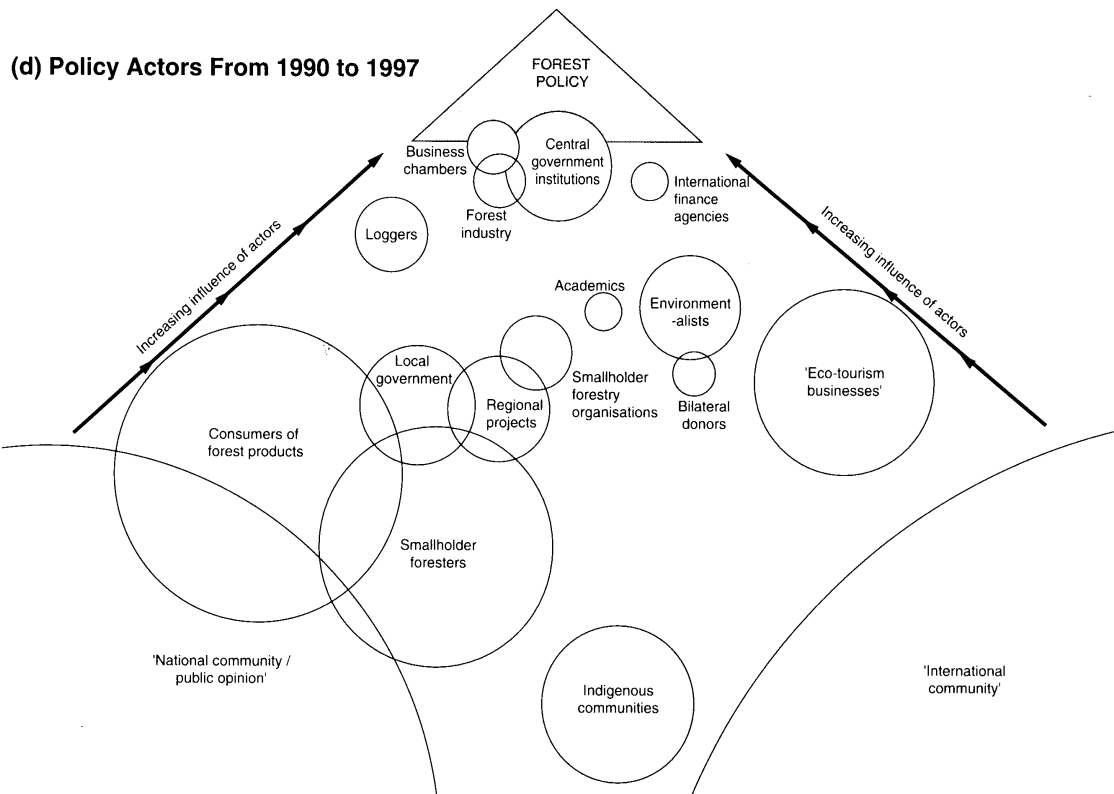 (d) Policy Actors From 1990 to 1997
FOREST
POLICY
Business
chambers
Central
government
institutions
International
finance
agencies
Forest
industry
Loggers
Increasing influence of actors
Increasing influence of actors
Academics
Environment
-alists
Local
government
Smallholder
forestry
organisations
Regional
projects
Bilateral
donors
'Eco-tourism
businesses'
Consumers of
forest products
Smallholder
foresters
'National community /
public opinion'
Indigenous
communities
'International
community'